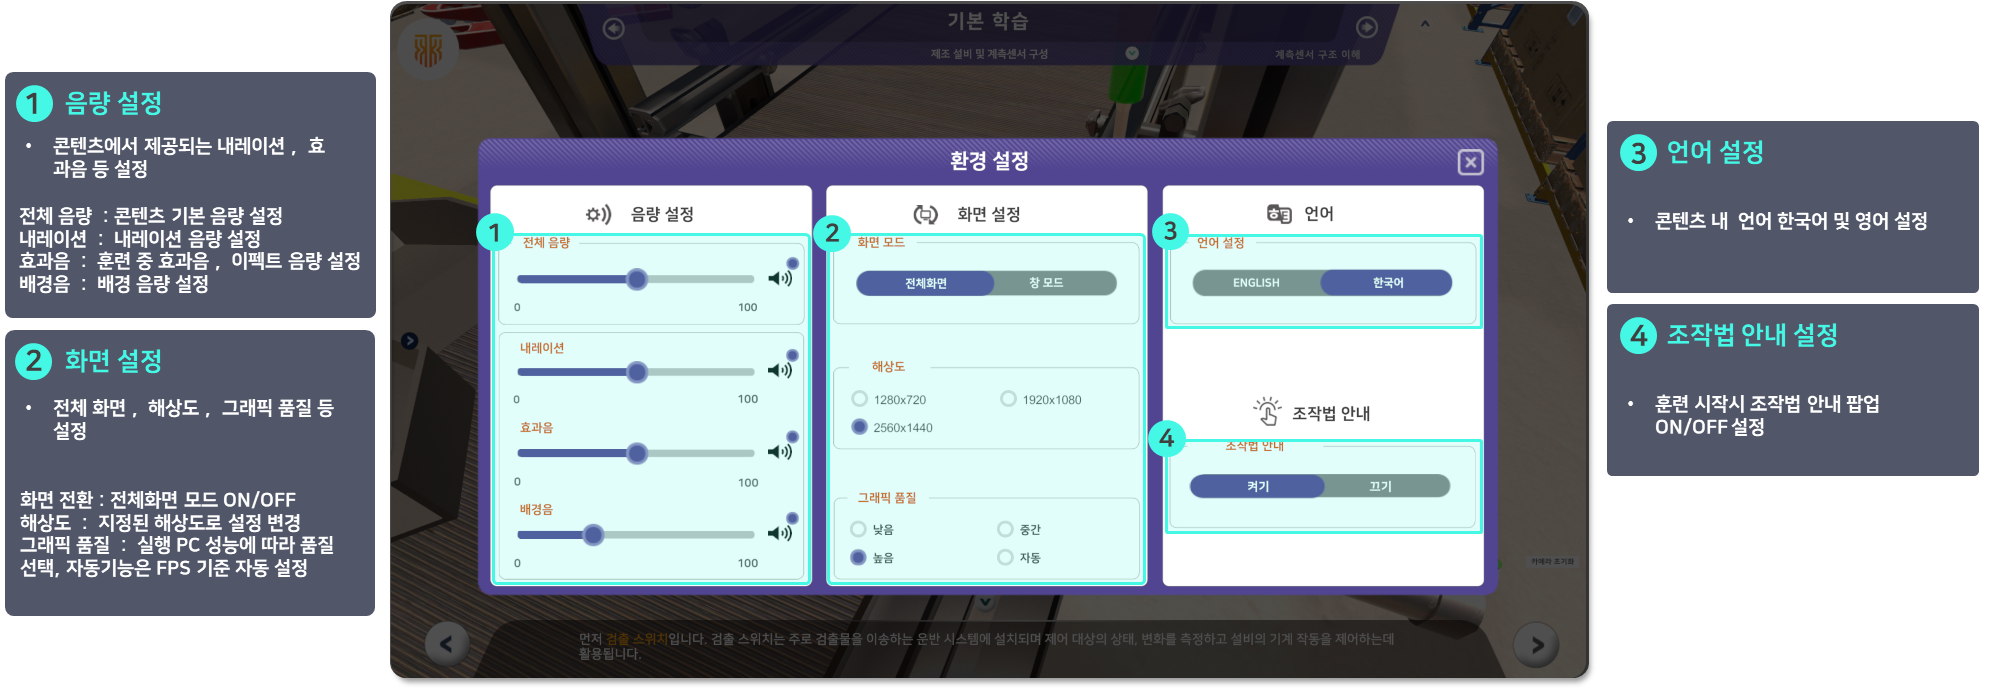 1 음량 설정
• 콘텐츠에서 제공되는 내레이션 , 효
과음 등 설정
전체 음량 : 콘텐츠 기본 음량 설정
내레이션 : 내레이션 음량 설정
효과음 : 훈련 중 효과음 , 이펙트 음량 설정
배경음 : 배경 음량 설정
2 화면 설정
• 전체 화면 , 해상도 , 그래픽 품질 등
설정
화면 전환 : 전체화면 모드 ON/OFF
해상도 : 지정된 해상도로 설정 변경
그래픽 품질 : 실행 PC 성능에 따라 품질
선택, 자동기능은 FPS 기준 자동 설정
기본 학습
제조 설비 및 계측센서 구성
계측센서 구조 이해
환경 설정
음량 설정
1
전체 음량
0 100
내레이션
0 100
효과음
0 100
배경음
0 100
화면 설정
2
화면 모드
전체화면 창 모드
해상도
1280x720 1920x1080
2560x1440
그래픽 품질
낮음 중간
높음 자동
언어
3
언어 설정
ENGLISH 한국어
조작법 안내
4
조작법 안내
켜기 끄기
카메라 초기화
먼저 검출 스위치입니다. 검출 스위치는 주로 검출물을 이송하는 운반 시스템에 설치되며 제어 대상의 상태, 변화를 측정하고 설비의 기계 작동을 제어하는데
활용됩니다.
3 언어 설정
• 콘텐츠 내 언어 한국어 및 영어 설정
4 조작법 안내 설정
• 훈련 시작시 조작법 안내 팝업
ON/OFF 설정